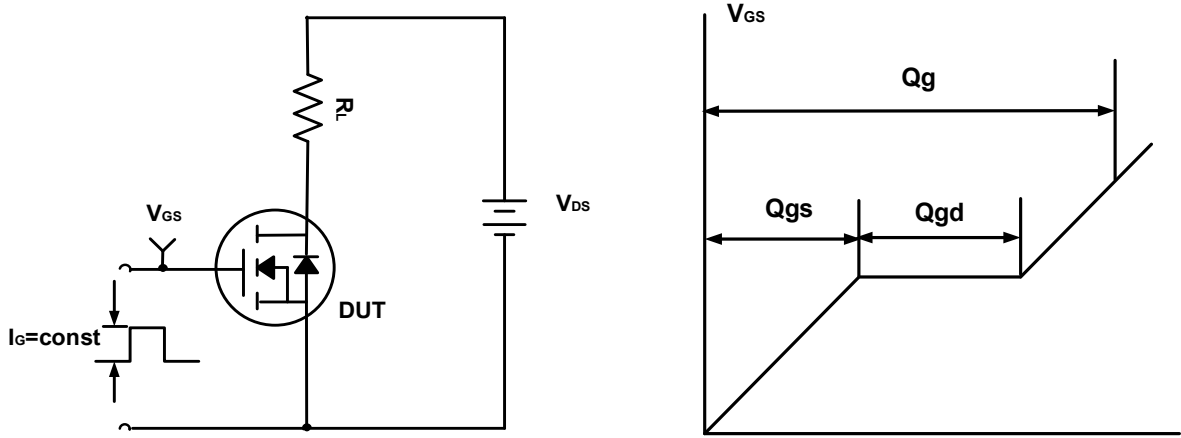 RL
VGS
VDS
DUT
IG=const
VGS
Qg
Qgs
Qgd